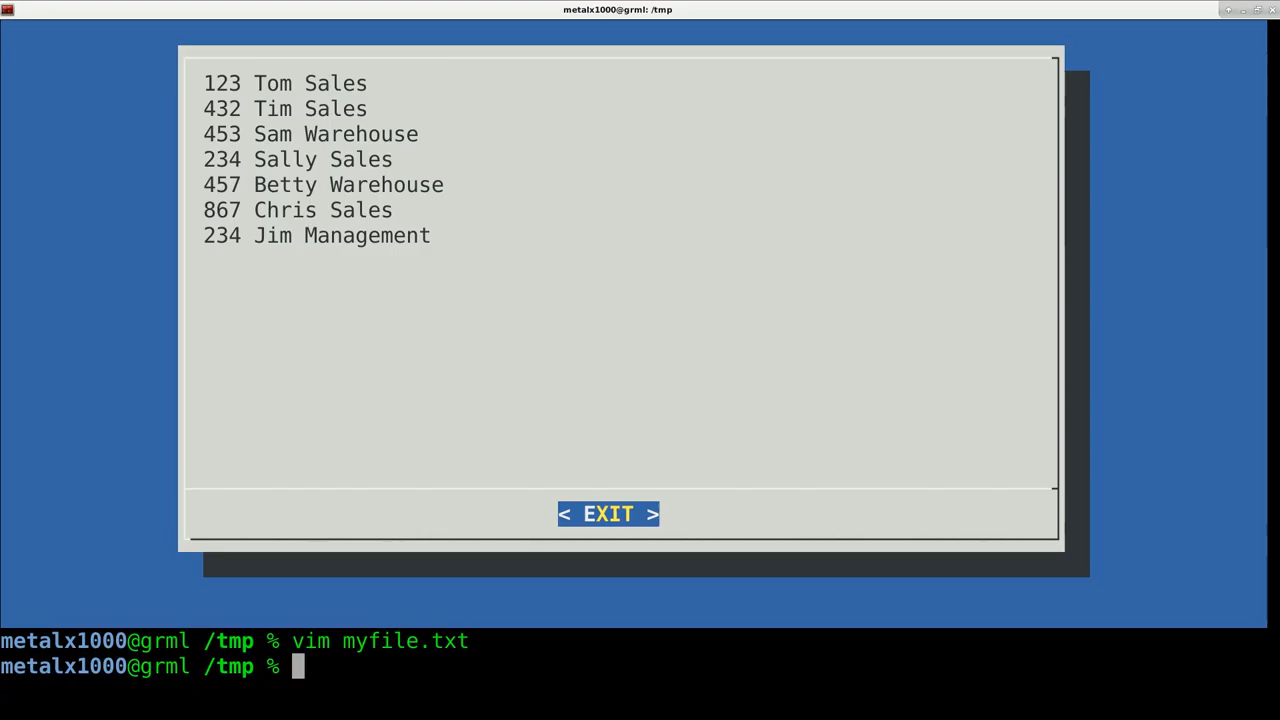 metalx1000@grml: /tmp
123 Tom Sales
432 Tim Sales
453 Sam Warehouse
234 Sally Sales
457 Betty Warehouse
867 Chris Sales
234 Jim Management
< EXIT >
metalx1000@grml /tmp % vim myfile.txt
metalx1000@grml /tmp %